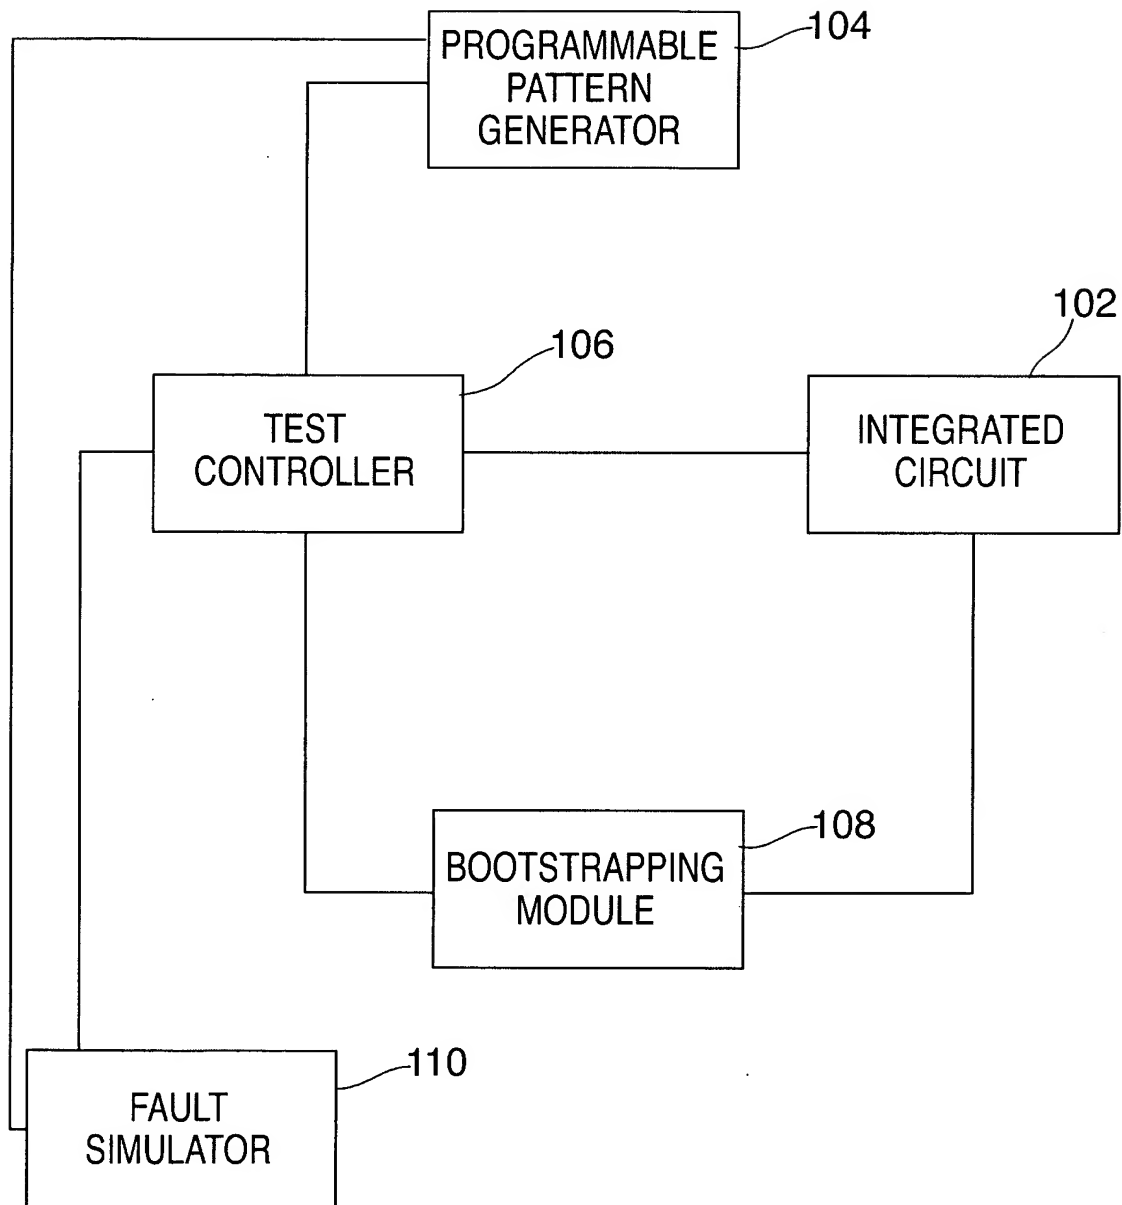 PROGRAMMABLE
PATTERN
GENERATOR
104
102
106
TEST
CONTROLLER
INTEGRATED
CIRCUIT
108
BOOTSTRAPPING
MODULE
110
FAULT
SIMULATOR